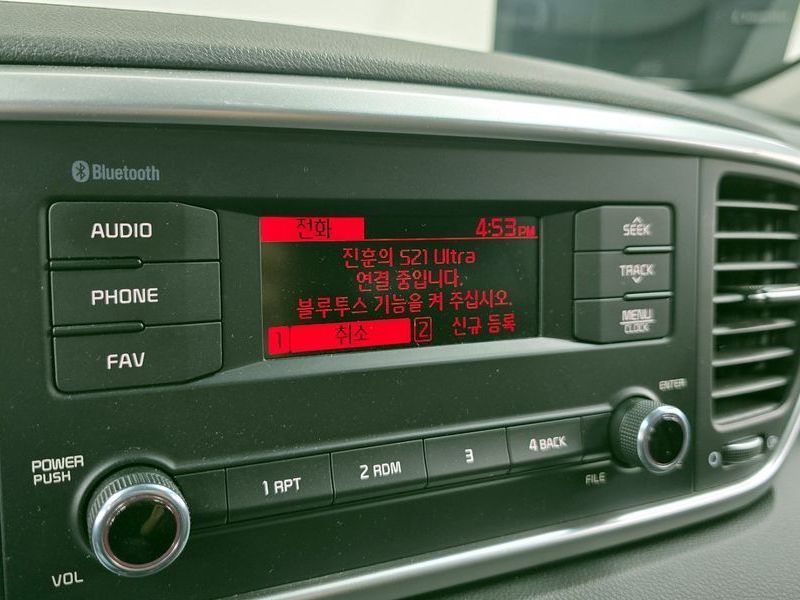 Bluetooth
AUDIO
PHONE
FAV
전화 4:53PM
진훈의 S21 Ultra
연결 중입니다.
블루투스 기능을 켜 주십시오.
1 취소 2 신규 등록
SEEK
TRACK
MENU
CLOCK
ENTER
POWER
PUSH
VOL
1 RPT
2 RDM
3
4 BACK
FILE